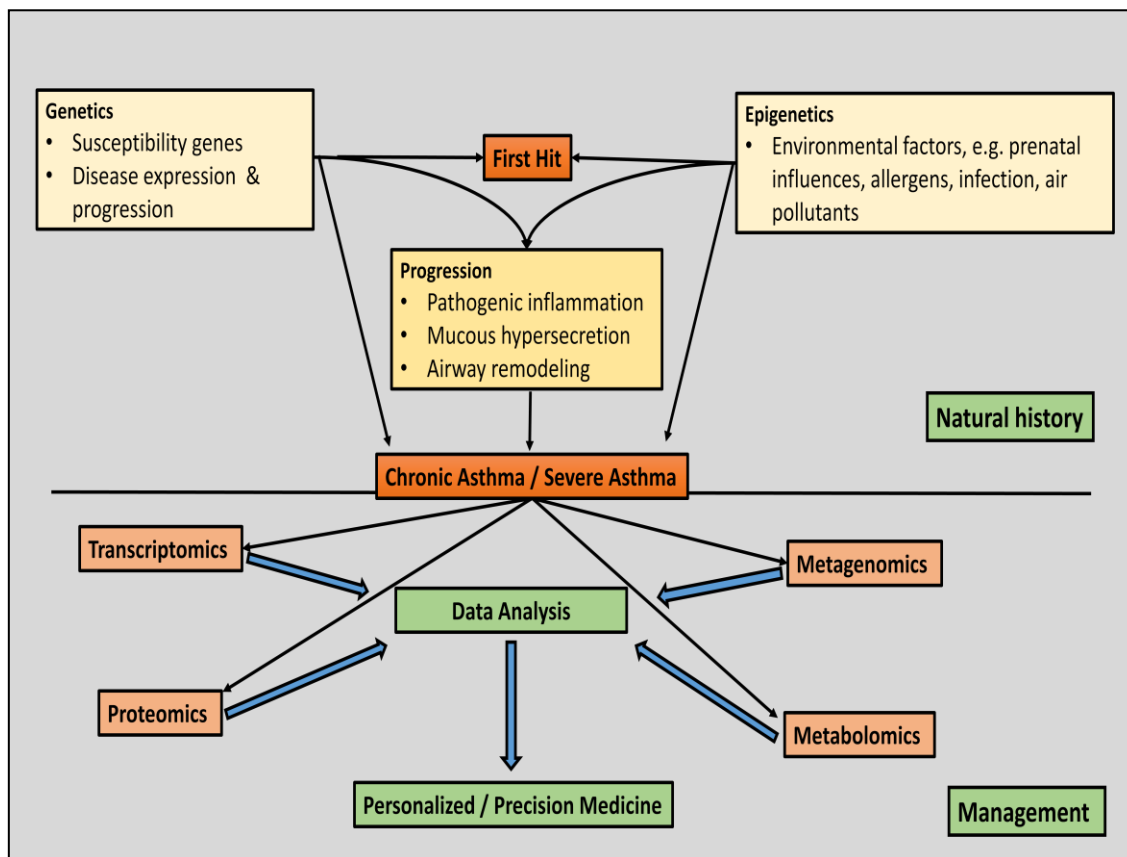 Genetics
• Susceptibility genes
• Disease expression & 
progression
First Hit
Epigenetics
• Environmental factors, e.g. prenatal
influences, allergens, infection, air
pollutants
Progression
• Pathogenic inflammation
• Mucous hypersecretion
• Airway remodeling
Natural history
Chronic Asthma / Severe Asthma
Transcriptomics
Metagenomics
Data Analysis
Proteomics
Metabolomics
Personalized / Precision Medicine
Management